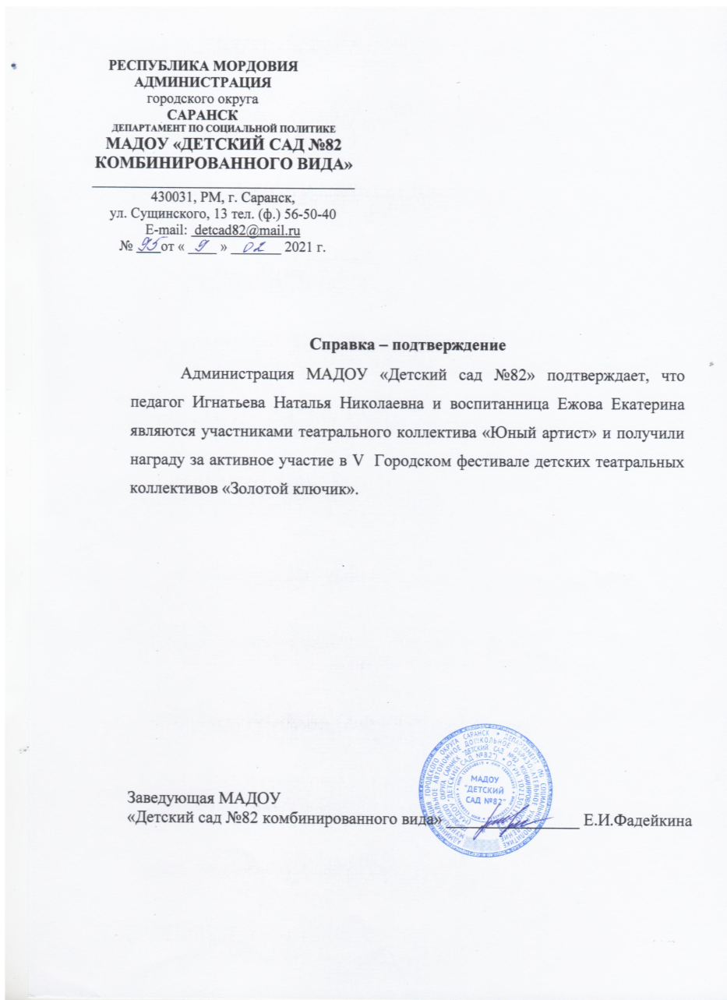 РЕСПУБЛИКА МОРДОВИЯ
АДМИНИСТРАЦИЯ
городского округа
САРАНСК
ДЕПАРТАМЕНТ ПО СОЦИАЛЬНОЙ ПОЛИТИКЕ
МАДОУ «ДЕТСКИЙ САД №82
КОМБИНИРОВАННОГО ВИДА»
430031, РМ, г. Саранск,
ул. Сущинского, 13 тел. (ф.) 56-50-40
E-mail: detcad82@mail.ru
№ 95 от « 9 » 02 2021 г.
Справка – подтверждение
Администрация МАДОУ «Детский сад №82» подтверждает, что
педагог Игнатьева Наталья Николаевна и воспитанница Ежова Екатерина
являются участниками театрального коллектива «Юный артист» и получили
награду за активное участие в V Городском фестивале детских театральных
коллективов «Золотой ключик».
МАДОУ
"ДЕТСКИЙ
САД №82"
Заведующая МАДОУ
«Детский сад №82 комбинированного вида» Е.И.Фадейкина